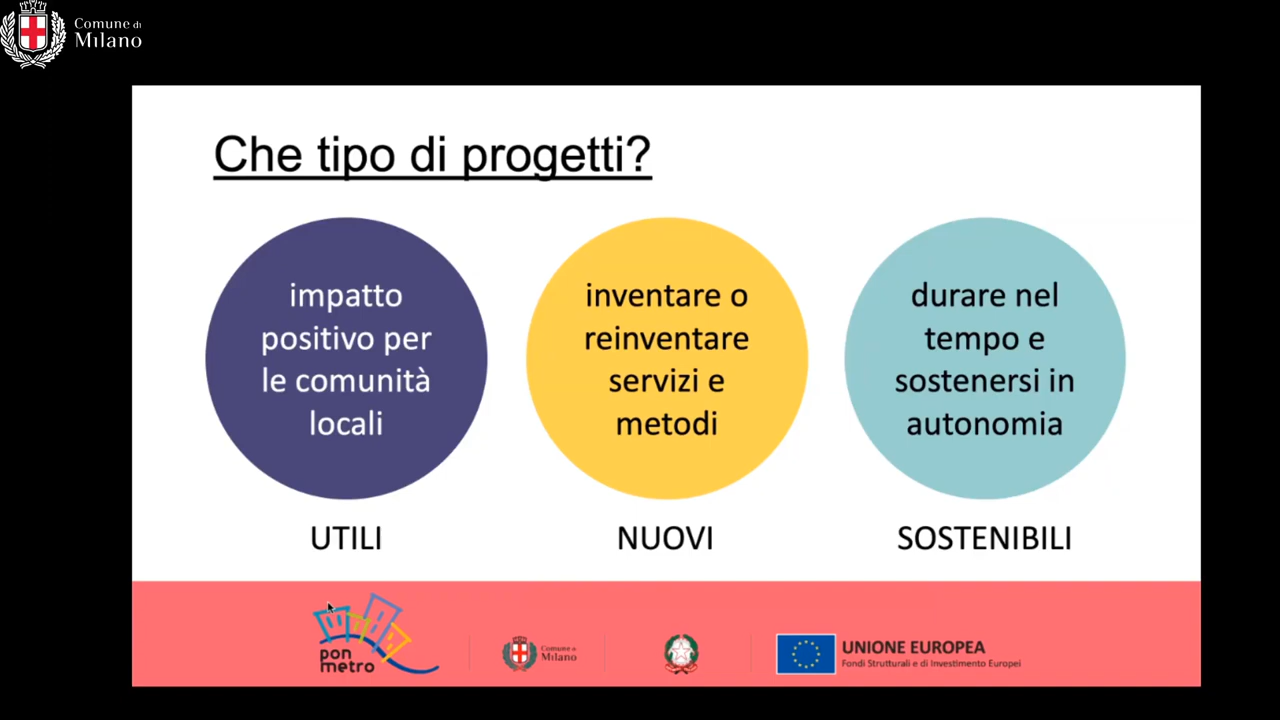 Comune di
Milano
Che tipo di progetti?
impatto
positivo per
le comunità
locali
inventare o
reinventare
servizi e
metodi
durare nel
tempo e
sostenersi in
autonomia
UTILI
NUOVI
SOSTENIBILI
pon
metro
Comune di
Milano
UNIONE EUROPEA
Fondi Strutturali e di Investimento Europei